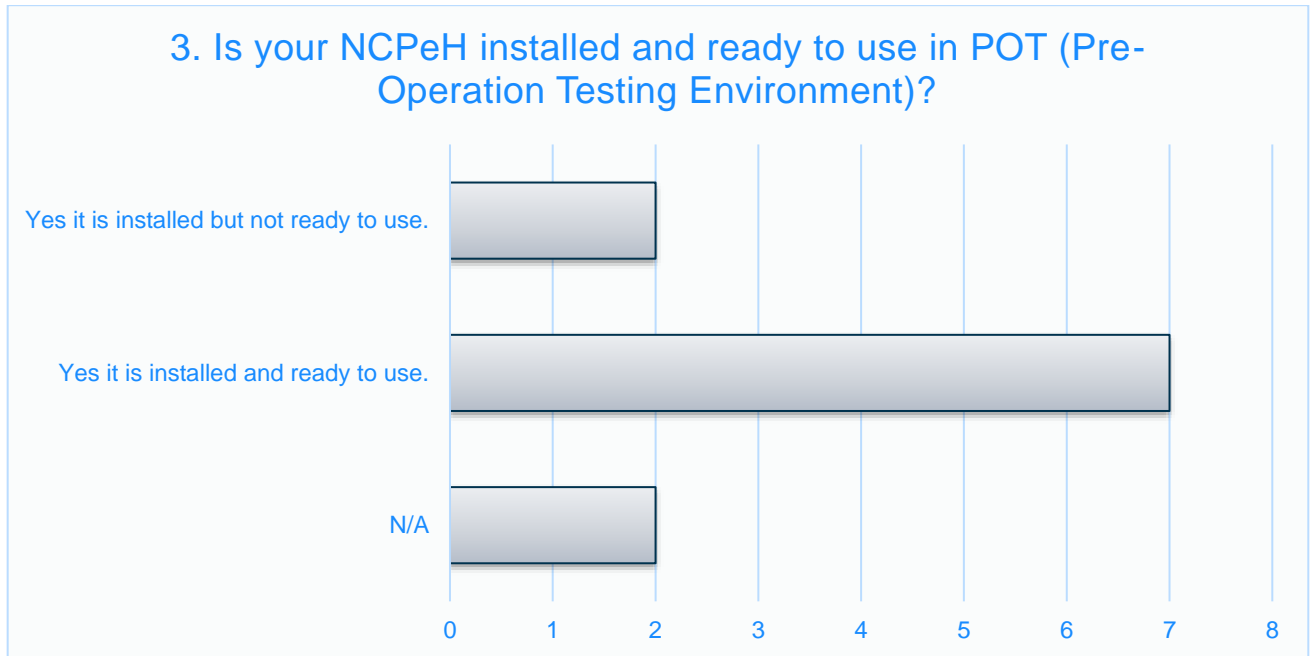 3. Is your NCPeH installed and ready to use in POT (Pre-
Operation Testing Environment)?
Yes it is installed but not ready to use.
Yes it is installed and ready to use.
N/A
0 1 2 3 4 5 6 7 8